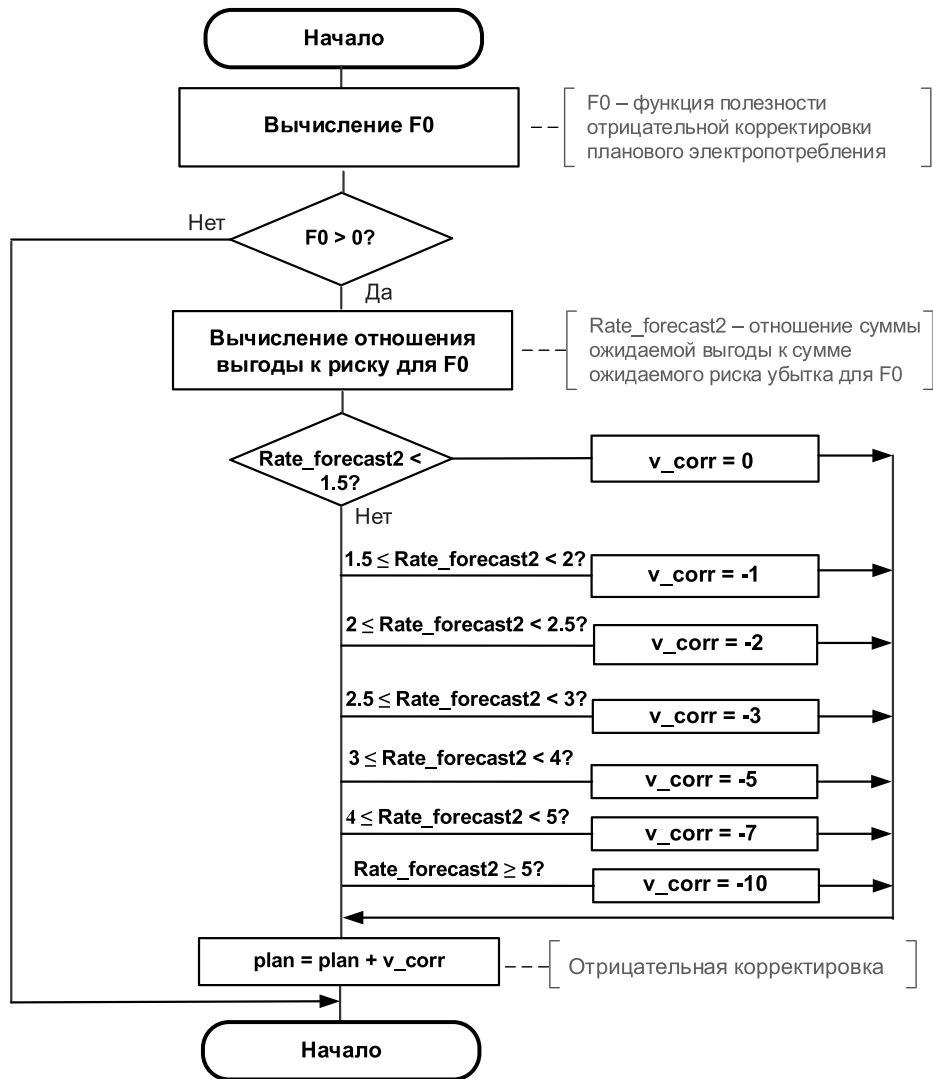 Начало
Вычисление F0
F0 – функция полезности
отрицательной корректировки
планового электропотребления
Нет
F0 > 0?
Да
Вычисление отношения
выгоды к риску для F0
Rate_forecast2 – отношение суммы
ожидаемой выгоды к сумме
ожидаемого риска убытка для F0
Rate_forecast2 <
1.5?
v_corr = 0
Нет
1.5 ≤ Rate_forecast2 < 2?
v_corr = -1
2 ≤ Rate_forecast2 < 2.5?
v_corr = -2
2.5 ≤ Rate_forecast2 < 3?
v_corr = -3
3 ≤ Rate_forecast2 < 4?
v_corr = -5
4 ≤ Rate_forecast2 < 5?
v_corr = -7
Rate_forecast2 ≥ 5?
v_corr = -10
plan = plan + v_corr
Отрицательная корректировка
Начало